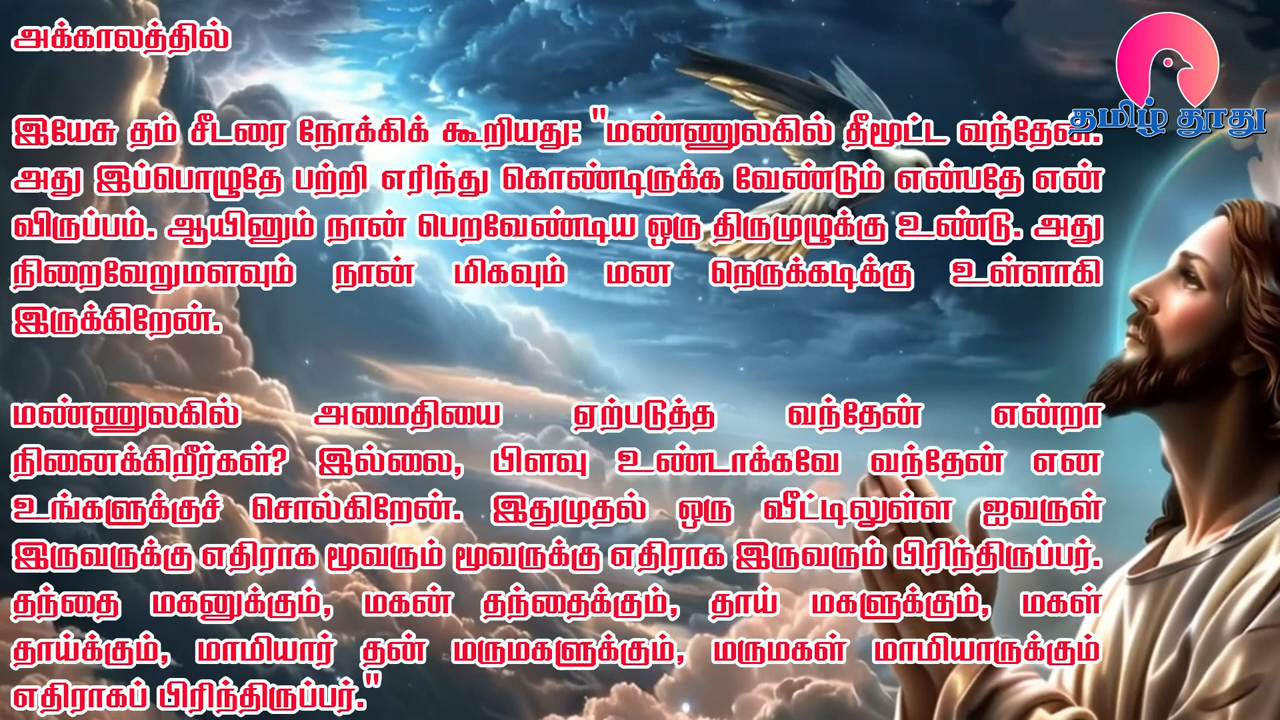 அக்காலத்தில்
தமிழ் தூது
இயேசு தம் சீடரை நோக்கிக் கூறியது: "மண்ணுலகில் தீமூட்ட வந்தேன்.
அது இப்பொழுதே பற்றி எரிந்து கொண்டிருக்க வேண்டும் என்பதே என்
விருப்பம். ஆயினும் நான் பெறவேண்டிய ஒரு திருமுழுக்கு உண்டு. அது
நிறைவேறுமளவும் நான் மிகவும் மன நெருக்கடிக்கு உள்ளாகி
இருக்கிறேன்.
மண்ணுலகில் அமைதியை ஏற்படுத்த வந்தேன் என்றா
நினைக்கிறீர்கள்? இல்லை, பிளவு உண்டாக்கவே வந்தேன் என
உங்களுக்குச் சொல்கிறேன். இதுமுதல் ஒரு வீட்டிலுள்ள ஐவருள்
இருவருக்கு எதிராக மூவரும் மூவருக்கு எதிராக இருவரும் பிரிந்திருப்பர்.
தந்தை மகனுக்கும், மகன் தந்தைக்கும், தாய் மகளுக்கும், மகள்
தாய்க்கும், மாமியார் தன் மருமகளுக்கும், மருமகள் மாமியாருக்கும்
எதிராகப் பிரிந்திருப்பர்."